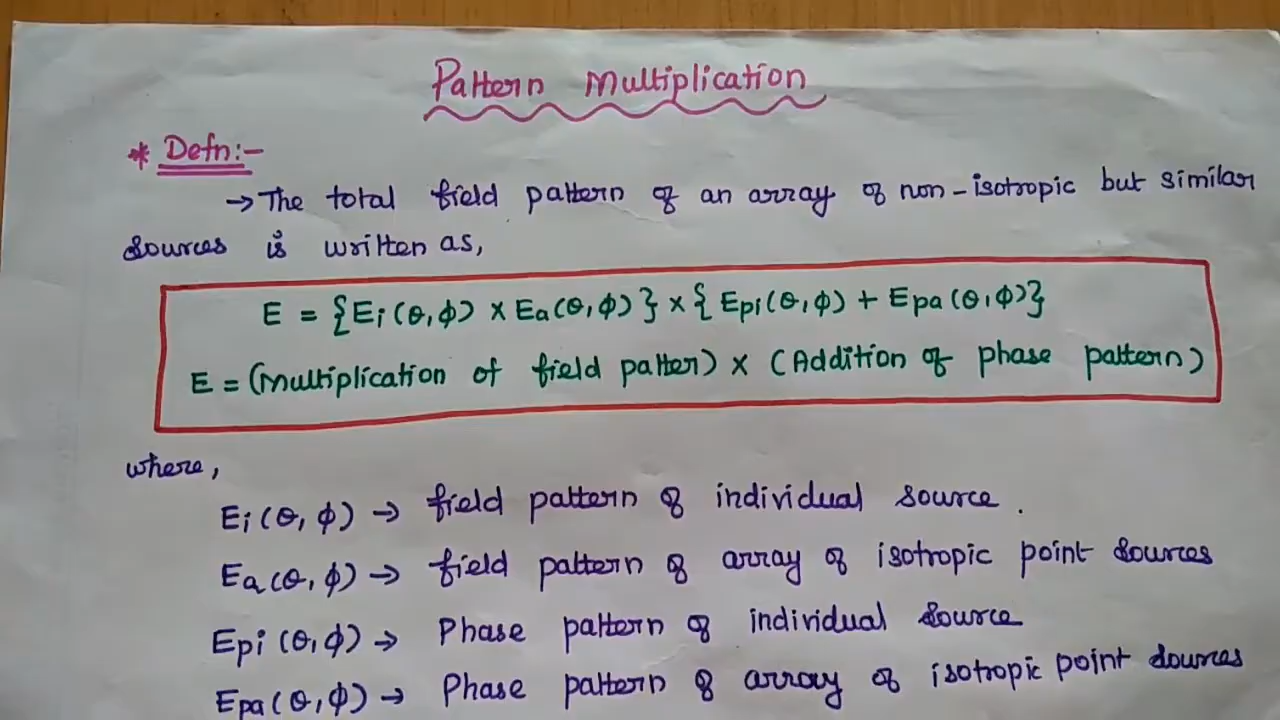 Pattern Multiplication
* Defn:-
→ The total field pattern of an array of non-isotropic but similar
sources is written as,
E = {Ei (θ,ϕ) × Ea(θ,ϕ)} × {Epi(θ,ϕ) + Epa(θ,ϕ)}
E = (Multiplication of field patter) × (Addition of phase pattern)
where,
Ei (θ, ϕ) → field pattern of individual source.
Ea (θ, ϕ) → field pattern of array of isotropic point sources
Epi (θ,ϕ) → Phase pattern of individual source
Epa (θ,ϕ) → Phase pattern of array of isotropic point sources